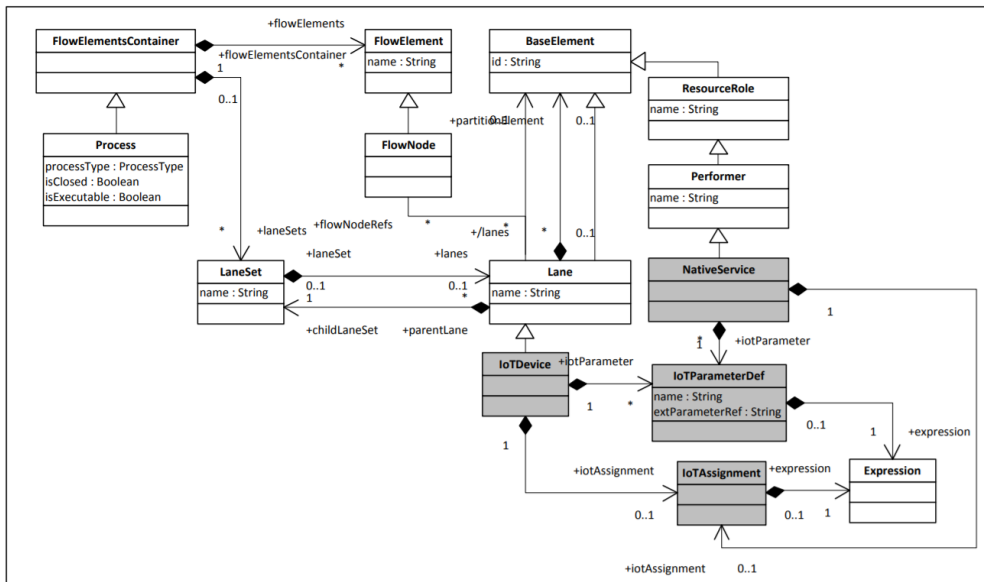 +flowElements
FlowElementsContainer
FlowElement
BaseElement
+flowElementsContainer
name : String
id : String
1
*
ResourceRole
0..1
name : String
+partitionElement
0..1
0..1
Process
FlowNode
processType : ProcessType
isClosed : Boolean
isExecutable : Boolean
Performer
name : String
*
+laneSets
+flowNodeRefs
*
*
+/lanes
*
0..1
LaneSet
+laneSet
+lanes
Lane
NativeService
name : String
0..1
0..1
name : String
1
*
1
+childLaneSet
+parentLane
*
1
+iotParameter
+iotParameter
IoTDevice
IoTParameterDef
name : String
extParameterRef : String
1
*
0..1
1
+expression
1
+iotAssignment
IoTAssignment
+expression
Expression
0..1
0..1
1
+iotAssignment
0..1